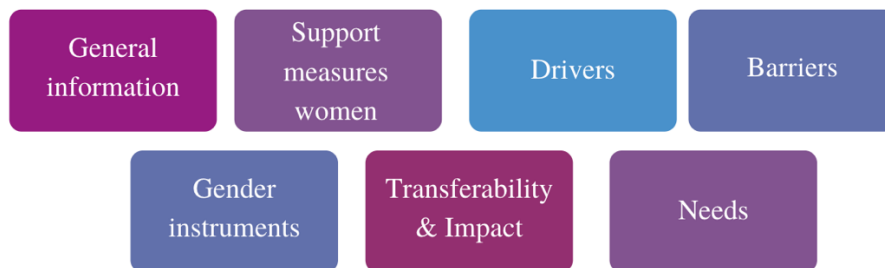 General
information
Support
measures
women
Drivers
Barriers
Gender
instruments
Transferability
& Impact
Needs